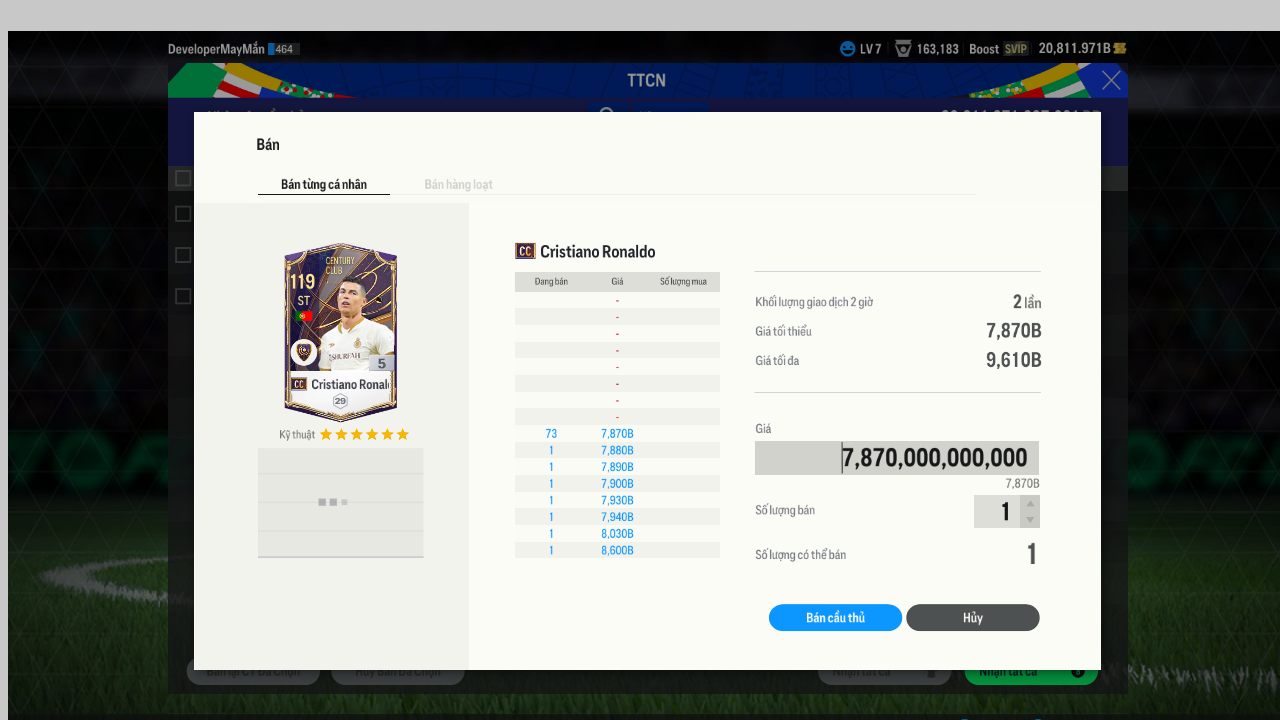 DeveloperMayMắn 464
LV 7 163,183 Boost SVIP 20,811.971B
TTCN
Bán
Bán từng cá nhân Bán hàng loạt
CENTURY
CLUB
119
ST
5
CC Cristiano Ronal
29
Kỹ thuật
CC Cristiano Ronaldo
Đang bán Giá Số lượng mua
-
-
-
-
-
-
-
-
73 7,870B
1 7,880B
1 7,890B
1 7,900B
1 7,930B
1 7,940B
1 8,030B
1 8,600B
Khối lượng giao dịch 2 giờ 2 lần
Giá tối thiểu 7,870B
Giá tối đa 9,610B
Giá
7,870,000,000,000
7,870B
Số lượng bán 1
Số lượng có thể bán 1
Bán cầu thủ Hủy
Nhận tất cả Nhận tất cả